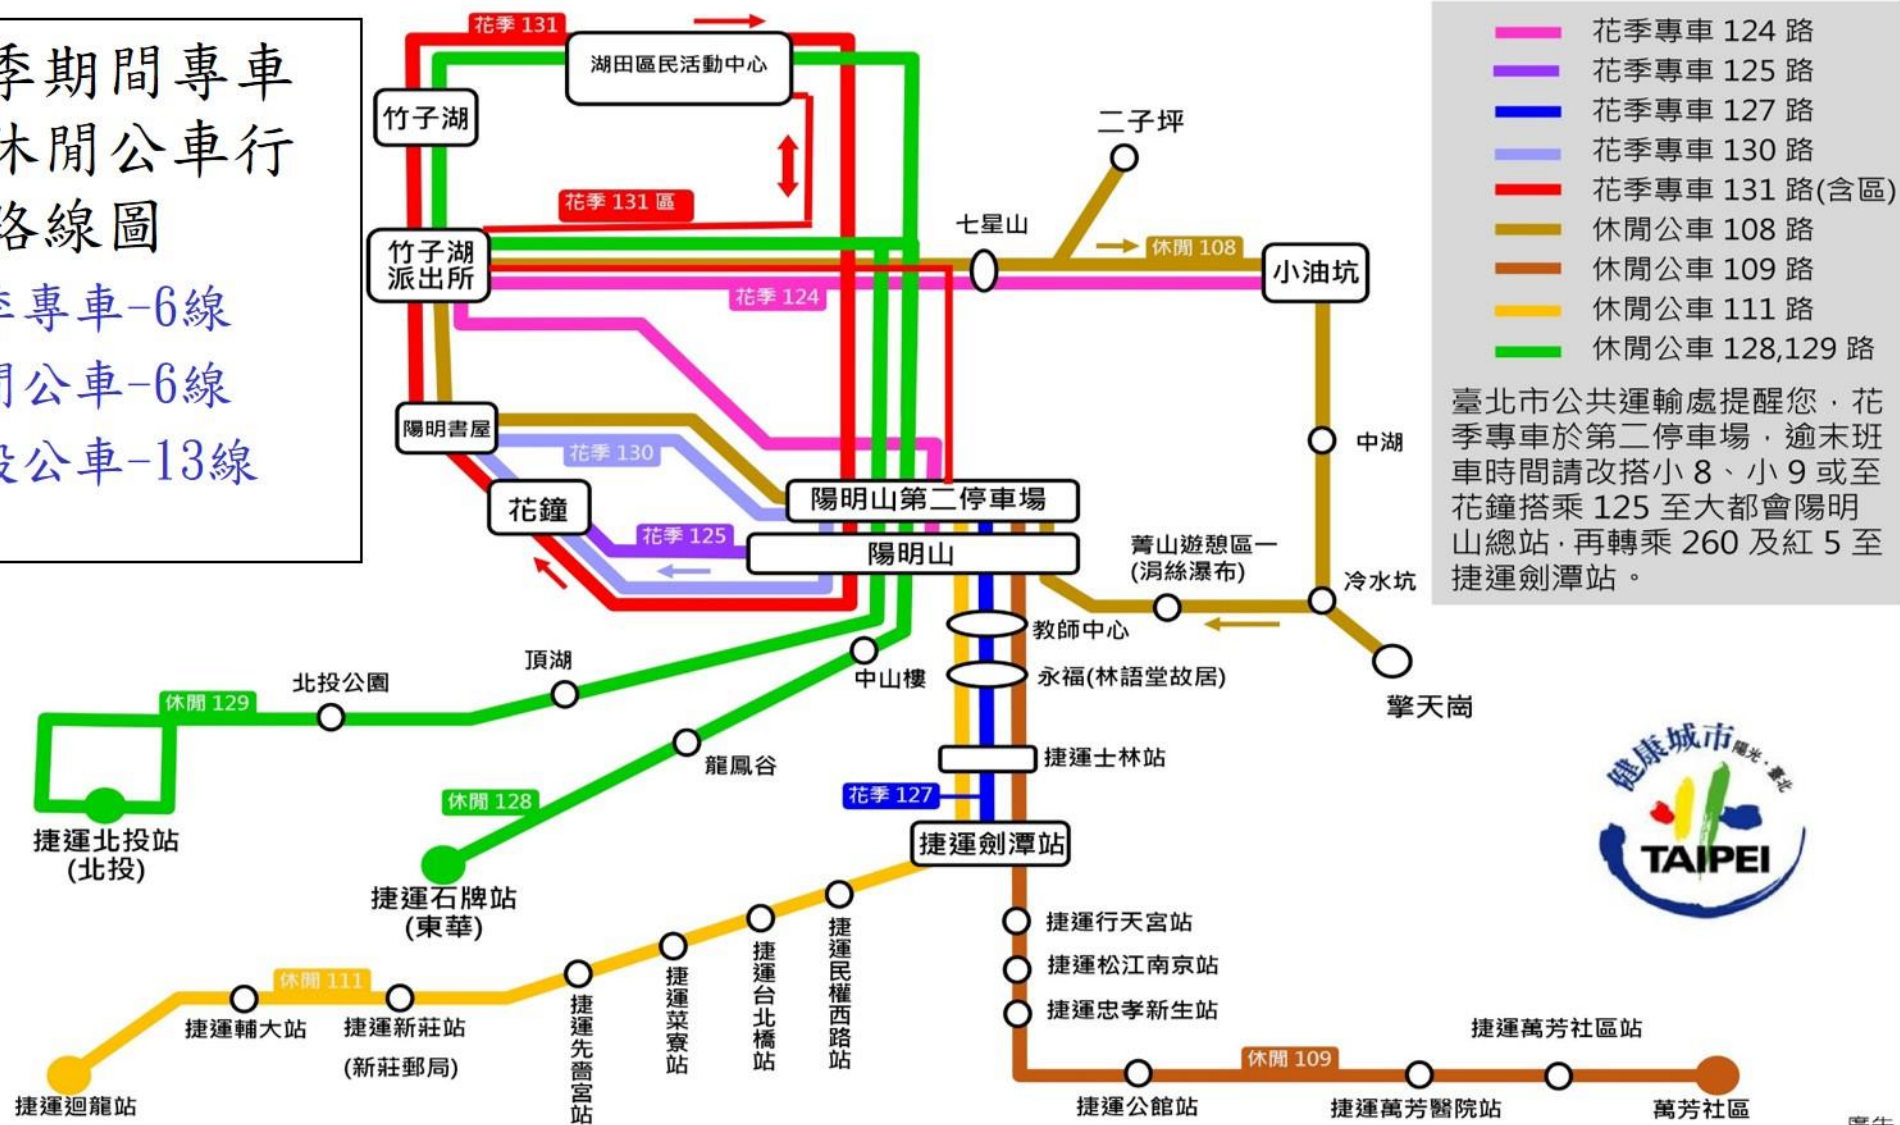 季期間專車
休閒公車行
路線圖
季專車-6線
閒公車-6線
役公車-13線
花季 131
湖田區民活動中心
竹子湖
花季 131 區
竹子湖
派出所
二子坪
七星山
休閒 108
小油坑
花季 124
陽明書屋
花季 130
花鐘
陽明山第二停車場
花季 125
陽明山
菁山遊憩區一
(涓絲瀑布)
中湖
冷水坑
擎天崗
教師中心
永福(林語堂故居)
中山樓
頂湖
北投公園
休閒 129
捷運北投站
(北投)
龍鳳谷
休閒 128
捷運石牌站
(東華)
捷運士林站
花季 127
捷運劍潭站
捷運民權西路站
捷運台北橋站
捷運菜寮站
捷運先嗇宮站
休閒 111
捷運新莊站
(新莊郵局)
捷運輔大站
捷運迴龍站
捷運行天宮站
捷運松江南京站
捷運忠孝新生站
休閒 109
捷運公館站
捷運萬芳醫院站
捷運萬芳社區站
萬芳社區
花季專車 124 路
花季專車 125 路
花季專車 127 路
花季專車 130 路
花季專車 131 路(含區)
休閒公車 108 路
休閒公車 109 路
休閒公車 111 路
休閒公車 128,129 路
臺北市公共運輸處提醒您，花
季專車於第二停車場，逾末班
車時間請改搭小 8、小 9 或至
花鐘搭乘 125 至大都會陽明
山總站，再轉乘 260 及紅 5 至
捷運劍潭站。
健康城市 陽光・臺北
TAIPEI